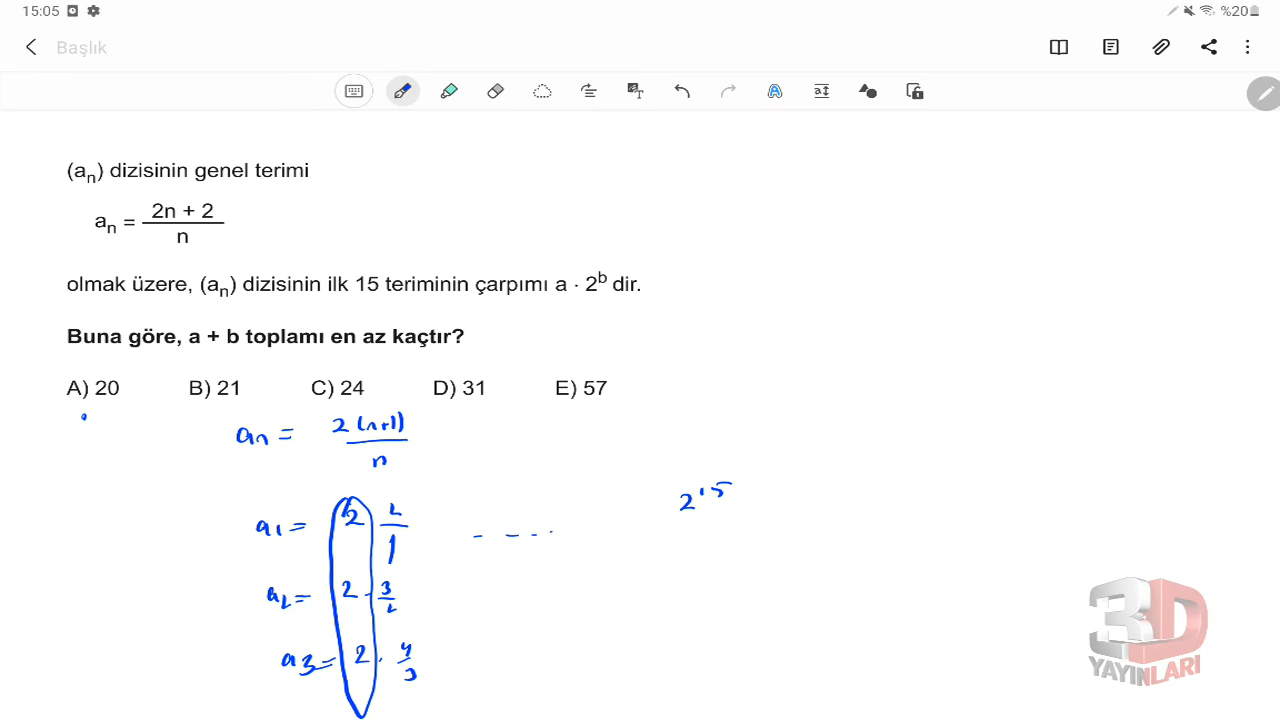 15:05
%20
Başlık
(aₙ) dizisinin genel terimi
aₙ = (2n + 2)/n
olmak üzere, (aₙ) dizisinin ilk 15 teriminin çarpımı a · 2ᵇ dir.
Buna göre, a + b toplamı en az kaçtır?
A) 20 B) 21 C) 24 D) 31 E) 57
aₙ = 2(n+1)/n
a₁ = 2 2/1 - - - - -
2¹⁵
a₂ = 2 · 3/2
a₃ = 2 · 4/3
3D
YAYINLARI